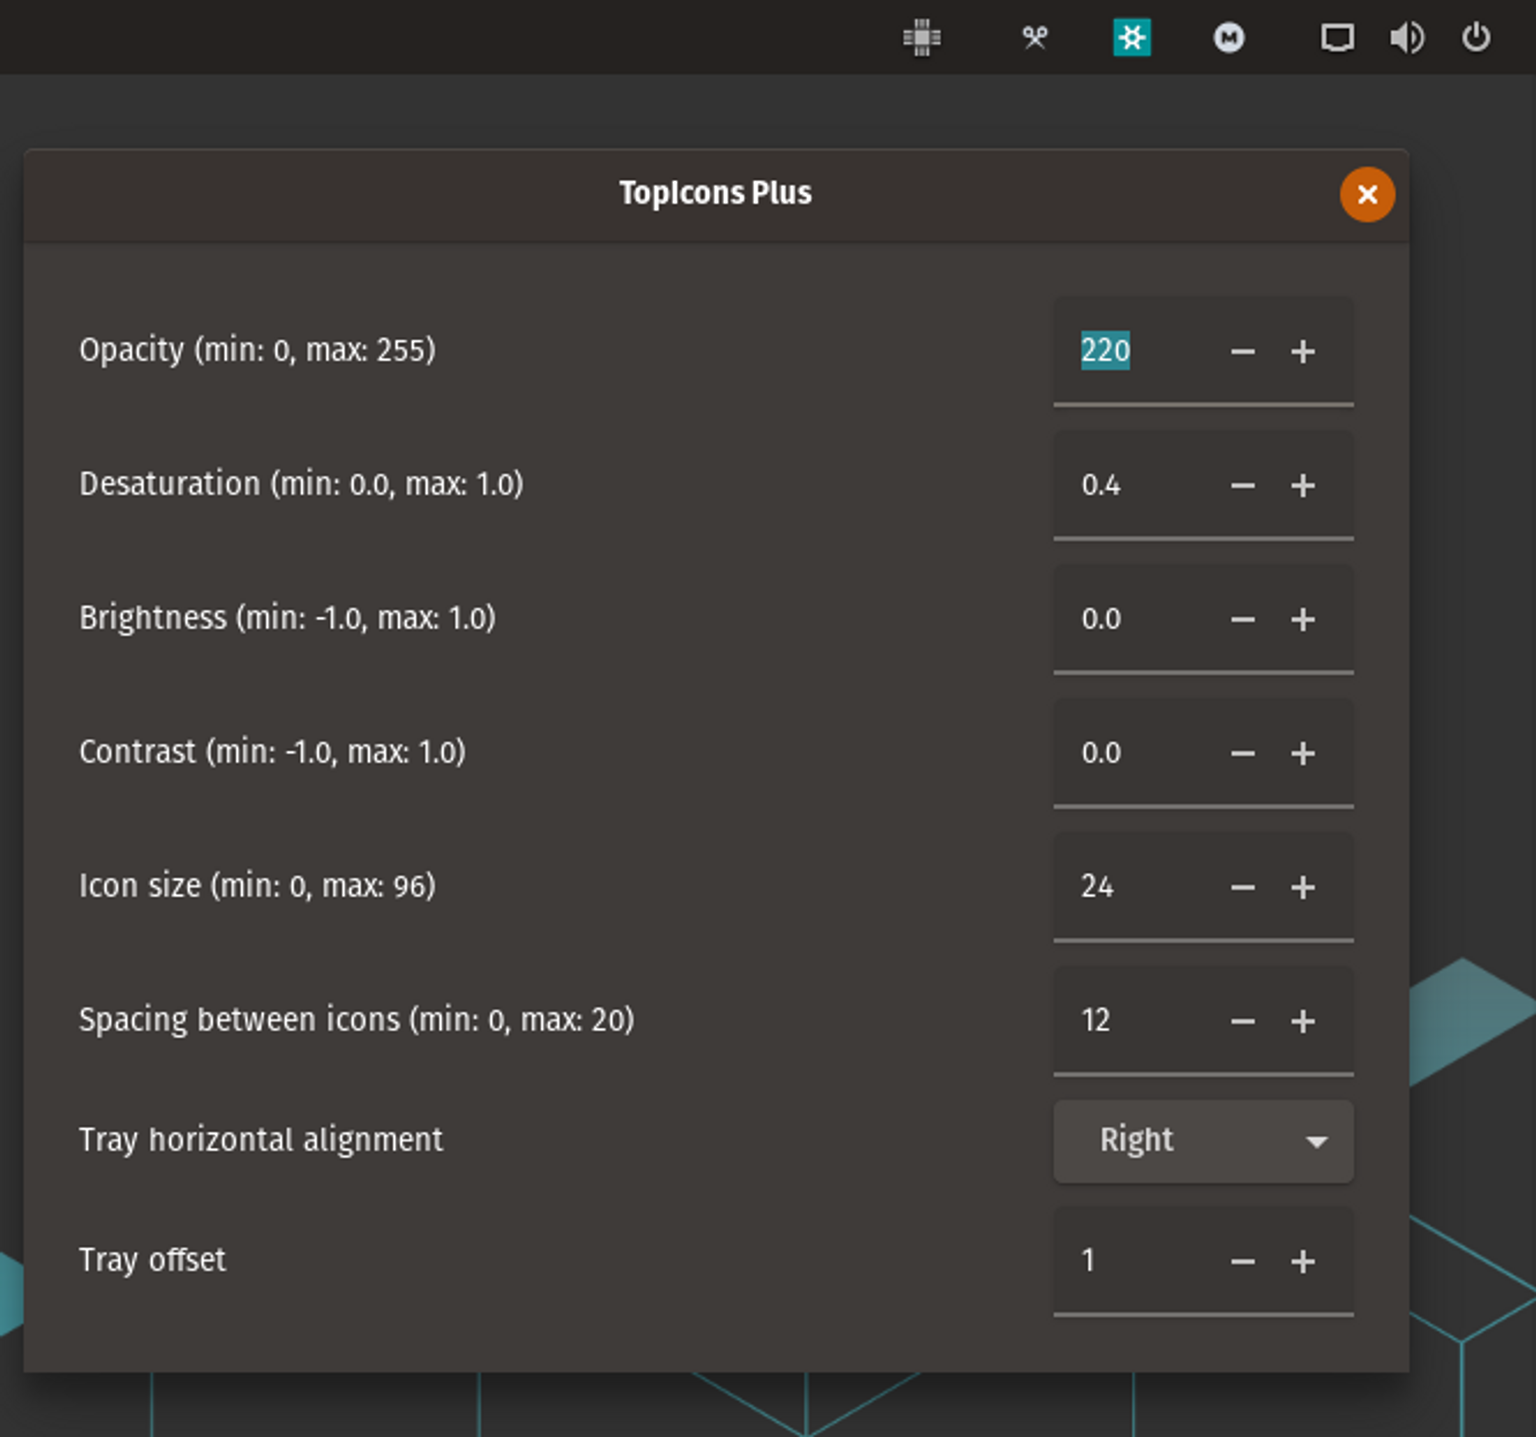 M
TopIcons Plus
Opacity (min: 0, max: 255) 220
Desaturation (min: 0.0, max: 1.0) 0.4
Brightness (min: -1.0, max: 1.0) 0.0
Contrast (min: -1.0, max: 1.0) 0.0
Icon size (min: 0, max: 96) 24
Spacing between icons (min: 0, max: 20) 12
Tray horizontal alignment Right
Tray offset 1